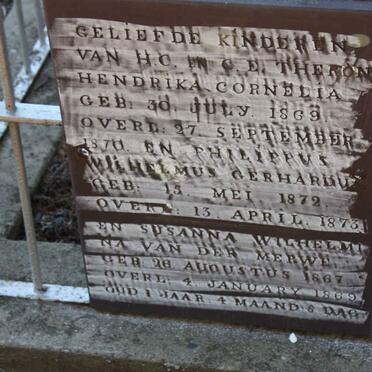 GELIEFDE KINDEREN
VAN H.C. EN C.E. THERON
HENDRIKA CORNELIA
GEB: 30 JULY. 1869
OVERL: 27. SEPTEMBER
1870. EN PHILIPPUS
WILHELMUS GERHARDUS
GEB: 15 MEI 1872
OVERL: 13. APRIL. 1873
EN SUSANNA WILHELMI
NA VAN DER MERWE
GEB: 26 AUGUSTUS 1867
OVERL: 4 JANUARY. 1869
OUD 1 JAAR 4 MAAND 8 DAG